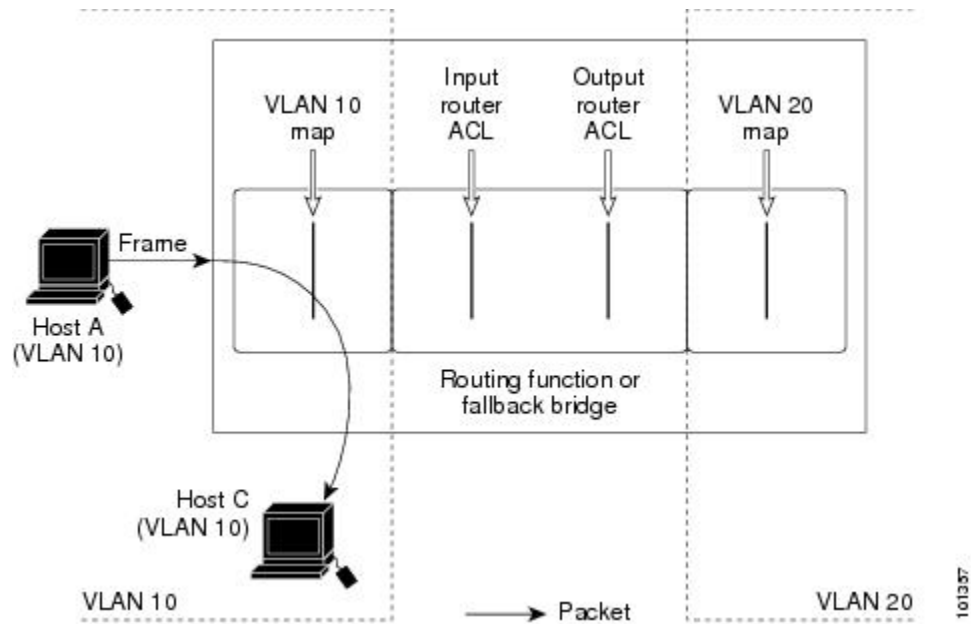 VLAN 10
map
Input
router
ACL
Output
router
ACL
VLAN 20
map
Frame
Host A
(VLAN 10)
Routing function or
fallback bridge
Host C
(VLAN 10)
VLAN 10
Packet
VLAN 20
101357